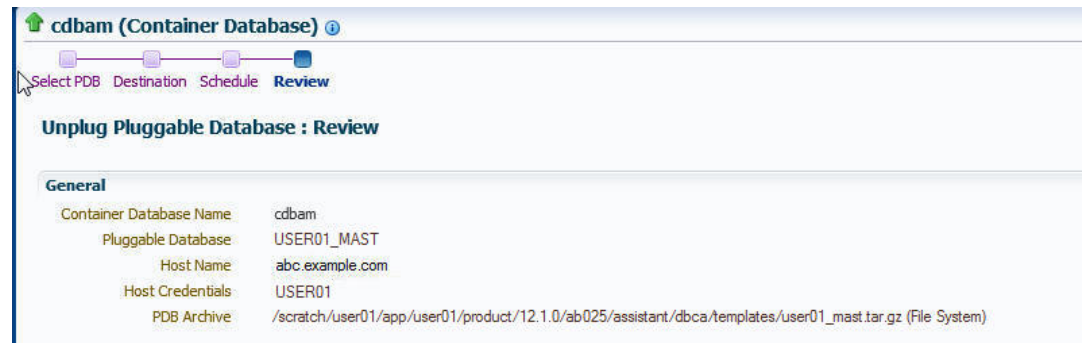 cdbam (Container Database)
Select PDB Destination Schedule Review
Unplug Pluggable Database : Review
General
Container Database Name cdbam
Pluggable Database USER01_MAST
Host Name abc.example.com
Host Credentials USER01
PDB Archive /scratch/user01/app/user01/product/12.1.0/ab025/assistant/dbca/templates/user01_mast.tar.gz (File System)